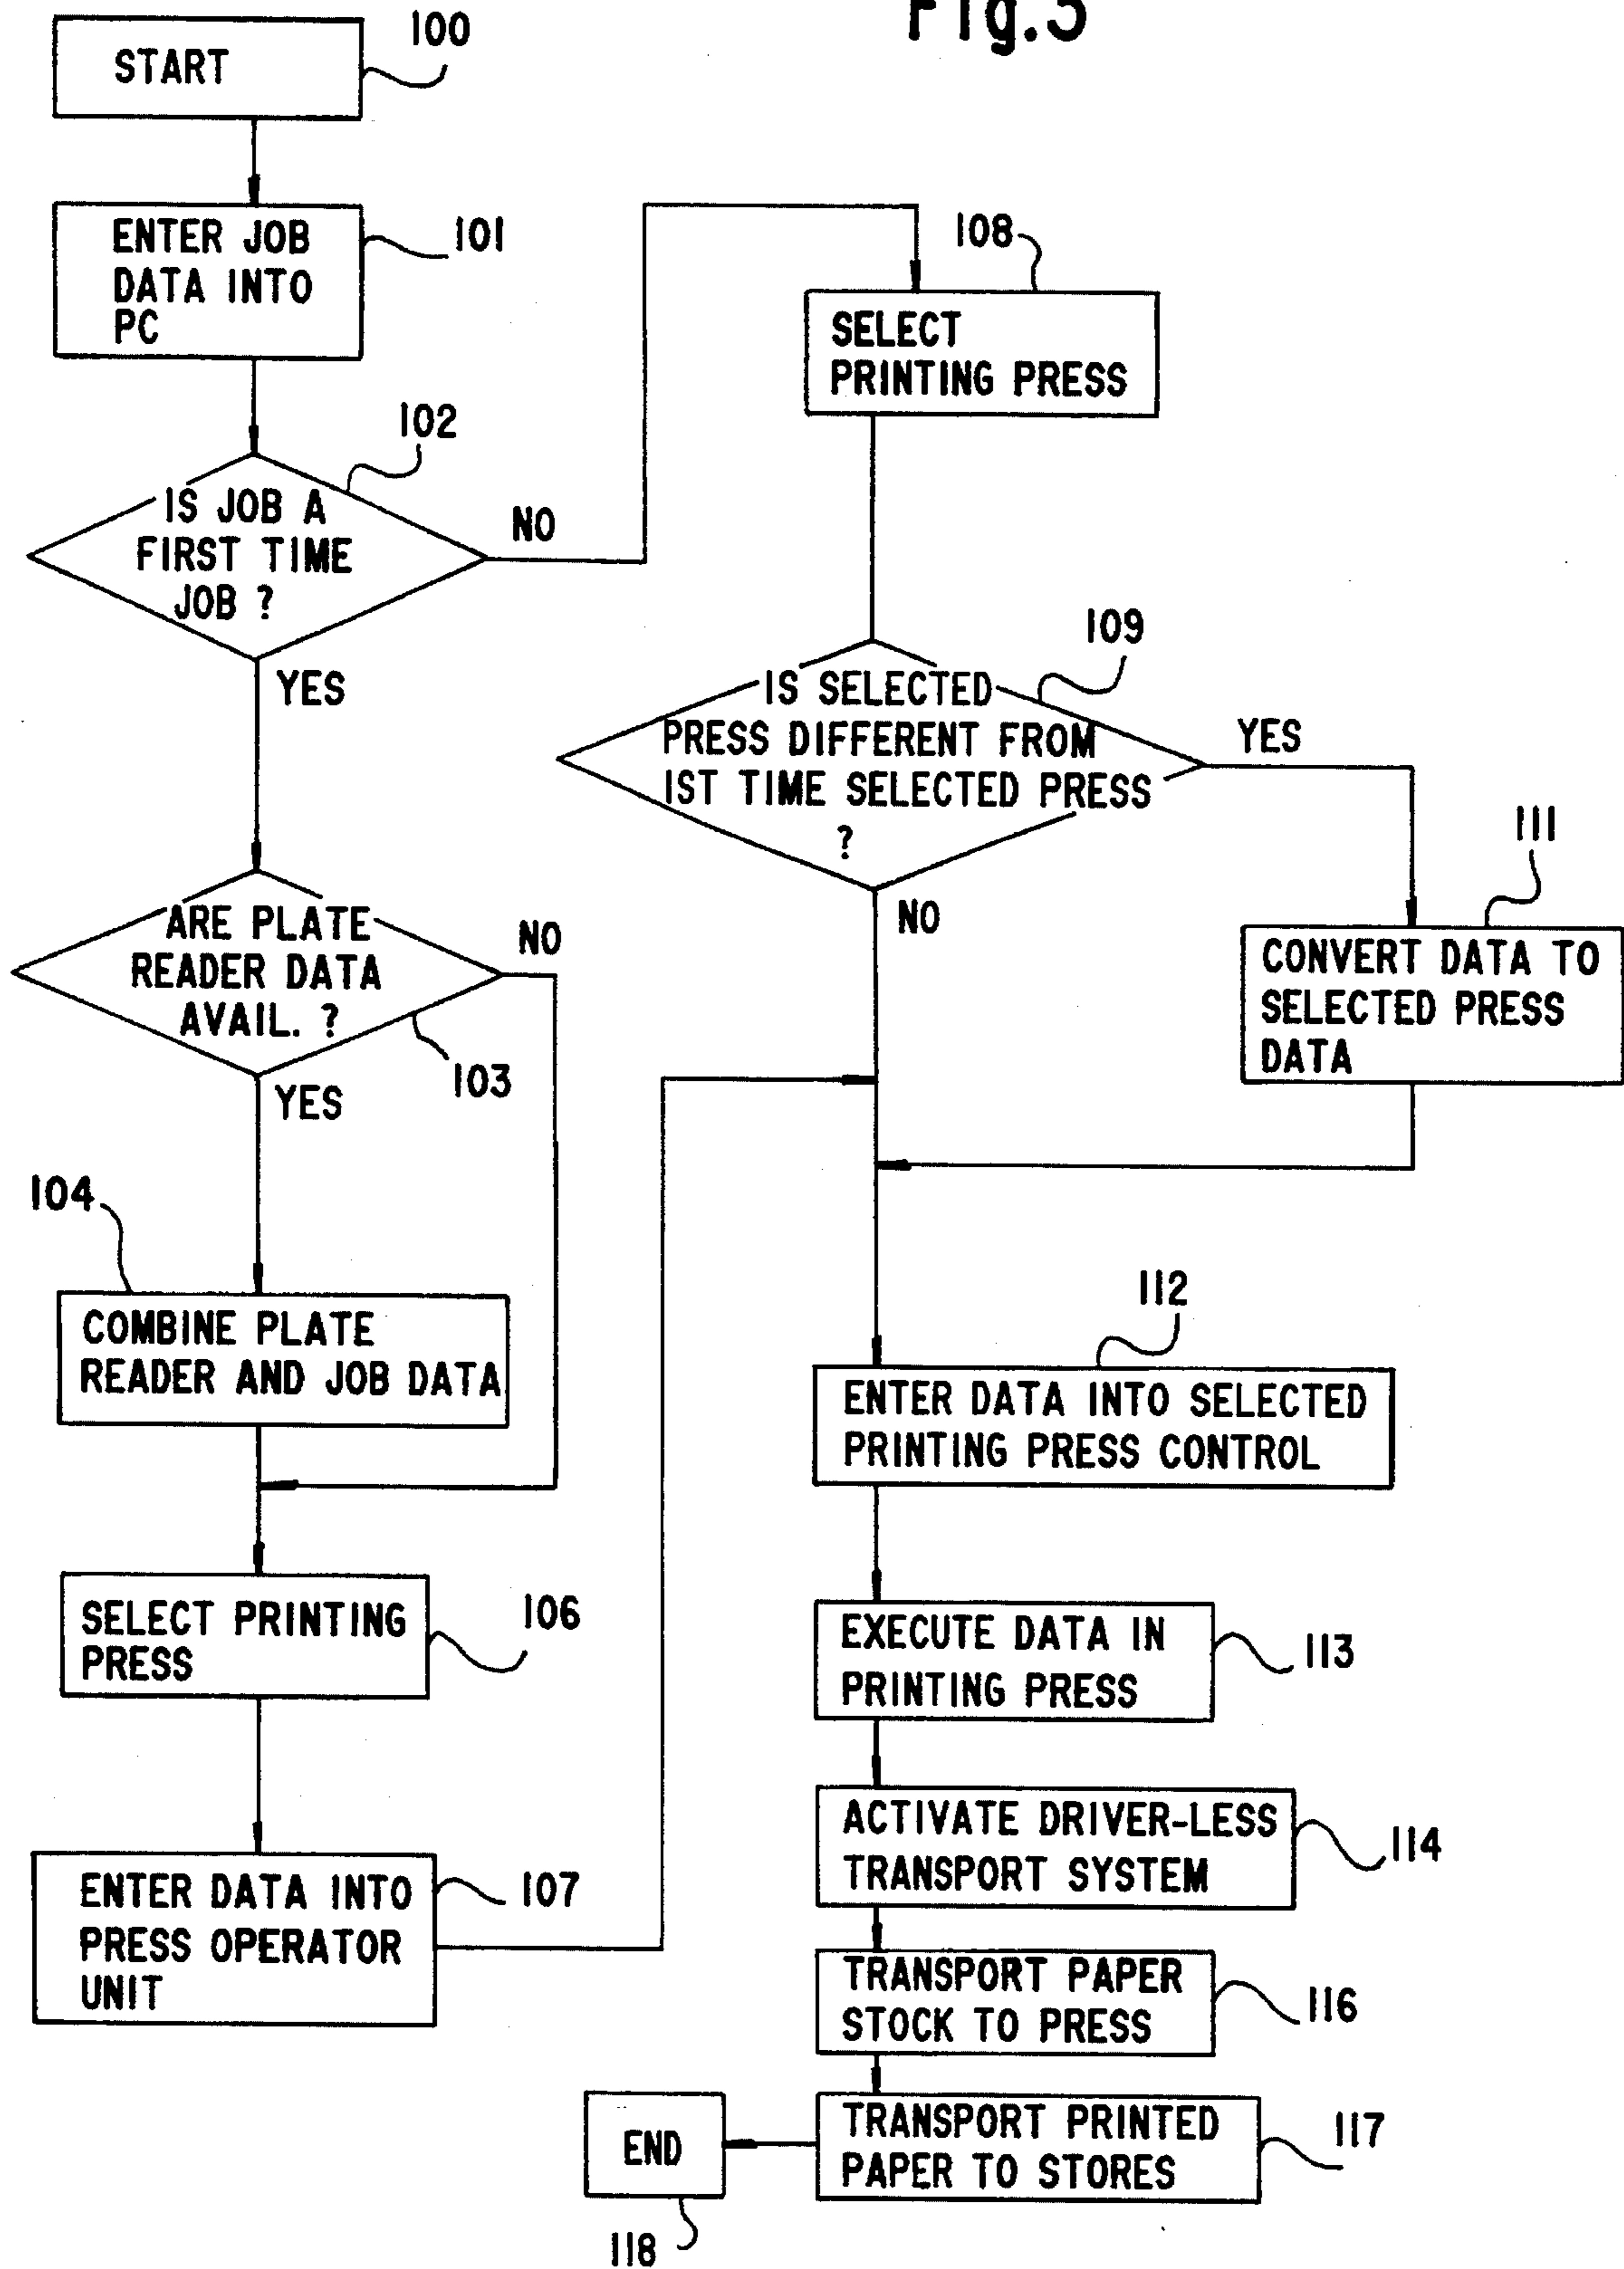 Fig.3
START
100
ENTER JOB
DATA INTO
PC
101
IS JOB A
FIRST TIME
JOB ?
102
NO
YES
ARE PLATE
READER DATA
AVAIL. ?
103
NO
YES
104
COMBINE PLATE
READER AND JOB DATA
SELECT PRINTING
PRESS
106
ENTER DATA INTO
PRESS OPERATOR
UNIT
107
108
SELECT
PRINTING PRESS
109
IS SELECTED
PRESS DIFFERENT FROM
1ST TIME SELECTED PRESS
?
YES
NO
111
CONVERT DATA TO
SELECTED PRESS
DATA
112
ENTER DATA INTO SELECTED
PRINTING PRESS CONTROL
EXECUTE DATA IN
PRINTING PRESS
113
ACTIVATE DRIVER-LESS
TRANSPORT SYSTEM
114
TRANSPORT PAPER
STOCK TO PRESS
116
TRANSPORT PRINTED
PAPER TO STORES
117
END
118